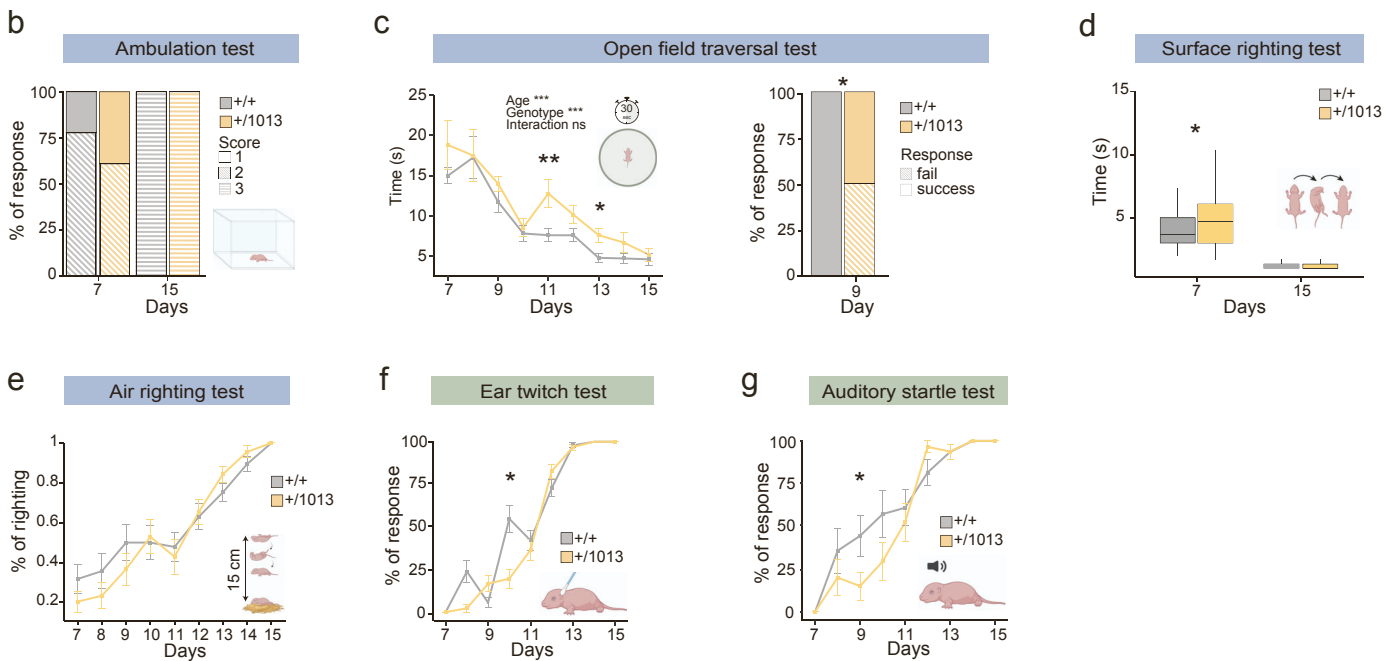 b
Ambulation test
100
75
50
25
0
% of response
7
15
Days
+/+
+/1013
Score
1
2
3
c
Open field traversal test
25
20
15
10
5
Time (s)
Age ***
Genotype ***
Interaction ns
30
sec
**
*
7
9
11
13
15
Days
100
75
50
25
0
% of response
*
9
Day
+/+
+/1013
Response
fail
success
d
Surface righting test
15
10
5
Time (s)
*
7
15
Days
+/+
+/1013
e
Air righting test
1
0.8
0.6
0.4
0.2
% of righting
7 8 9 10 11 12 13 14 15
Days
+/+
+/1013
15 cm
f
Ear twitch test
100
75
50
25
0
% of response
*
7
9
11
13
15
Days
+/+
+/1013
g
Auditory startle test
100
75
50
25
0
% of response
*
7
9
11
13
15
Days
+/+
+/1013